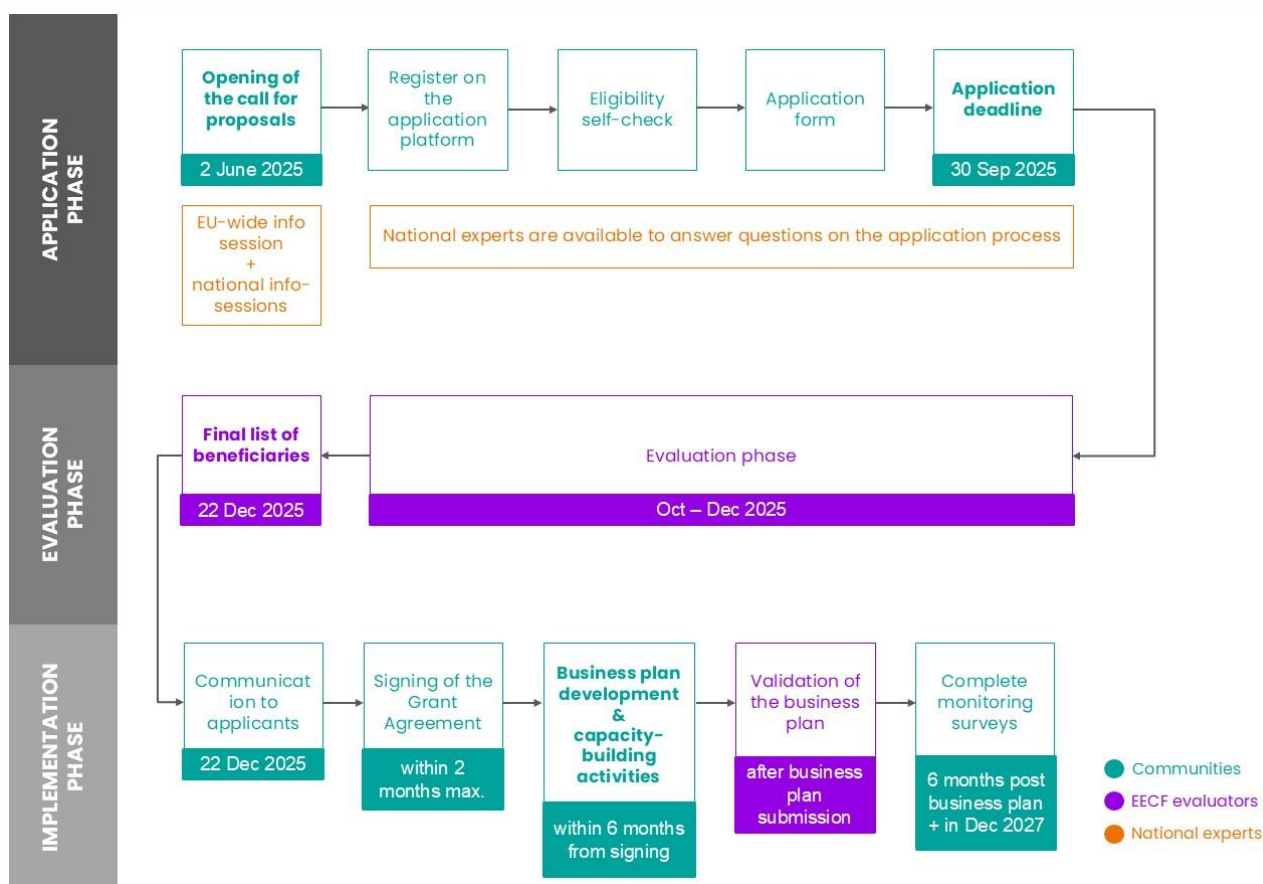 APPLICATION
PHASE
Opening of
the call for
proposals
2 June 2025
Register on
the
application
platform
Eligibility
self-check
Application
form
Application
deadline
30 Sep 2025
EU-wide info
session
+
national info-
sessions
National experts are available to answer questions on the application process
EVALUATION
PHASE
Final list of
beneficiaries
22 Dec 2025
Evaluation phase
Oct – Dec 2025
IMPLEMENTATION
PHASE
Communicat
ion to
applicants
22 Dec 2025
Signing of the
Grant
Agreement
within 2
months max.
Business plan
development
&
capacity-
building
activities
within 6 months
from signing
Validation of
the business
plan
after business
plan
submission
Complete
monitoring
surveys
6 months post
business plan
+ in Dec 2027
Communities
EECF evaluators
National experts